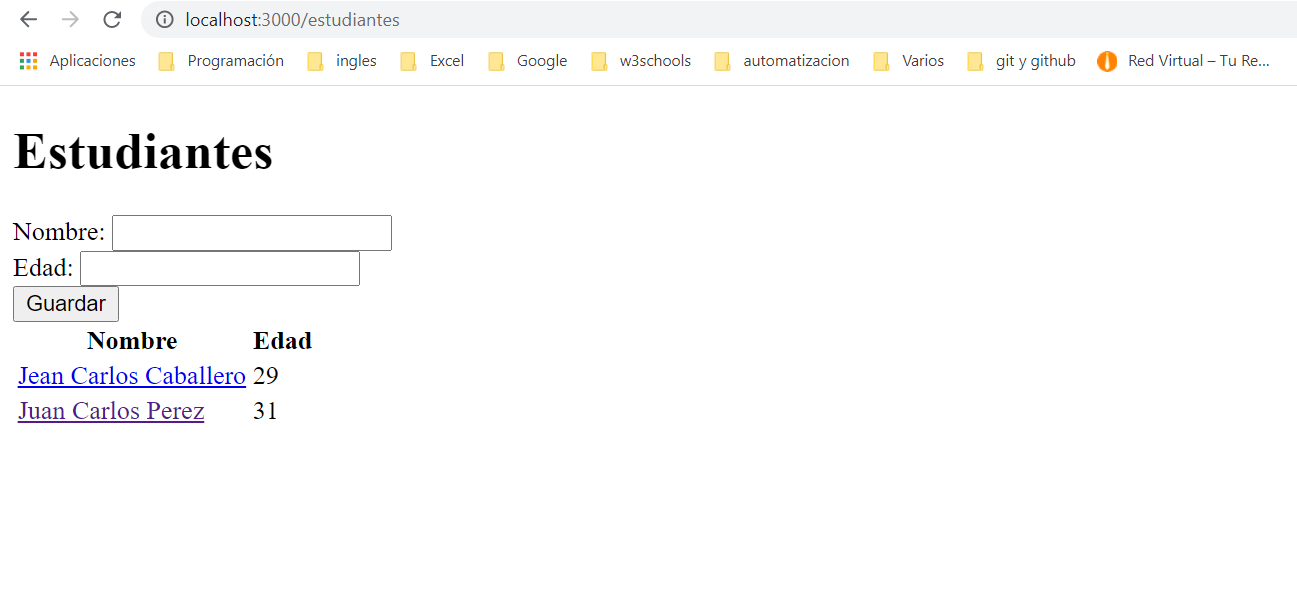 localhost:3000/estudiantes
Aplicaciones Programación ingles Excel Google w3schools automatizacion Varios git y github Red Virtual – Tu Re...
Estudiantes
Nombre:
Edad:
Guardar
Nombre Edad
Jean Carlos Caballero 29
Juan Carlos Perez 31